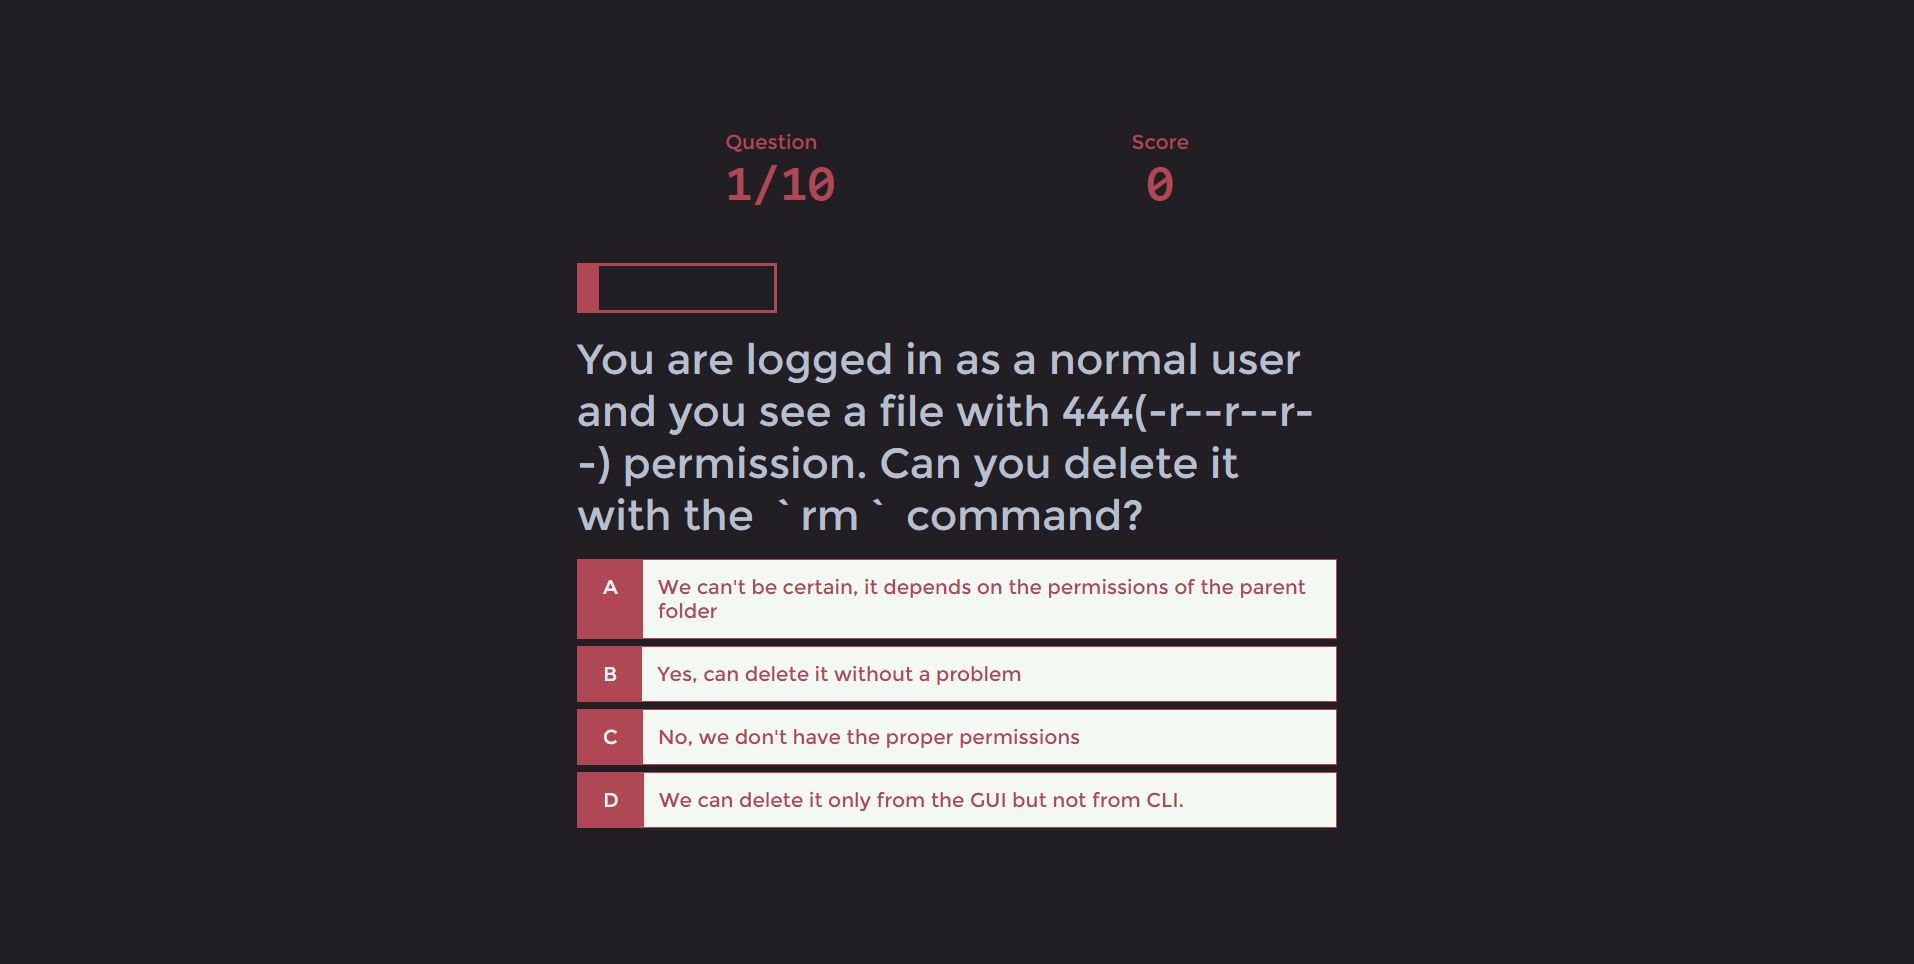 Question
Score
1/10
0
You are logged in as a normal user
and you see a file with 444(-r--r--r-
-) permission. Can you delete it
with the `rm` command?
A
We can't be certain, it depends on the permissions of the parent
folder
B
Yes, can delete it without a problem
C
No, we don't have the proper permissions
D
We can delete it only from the GUI but not from CLI.